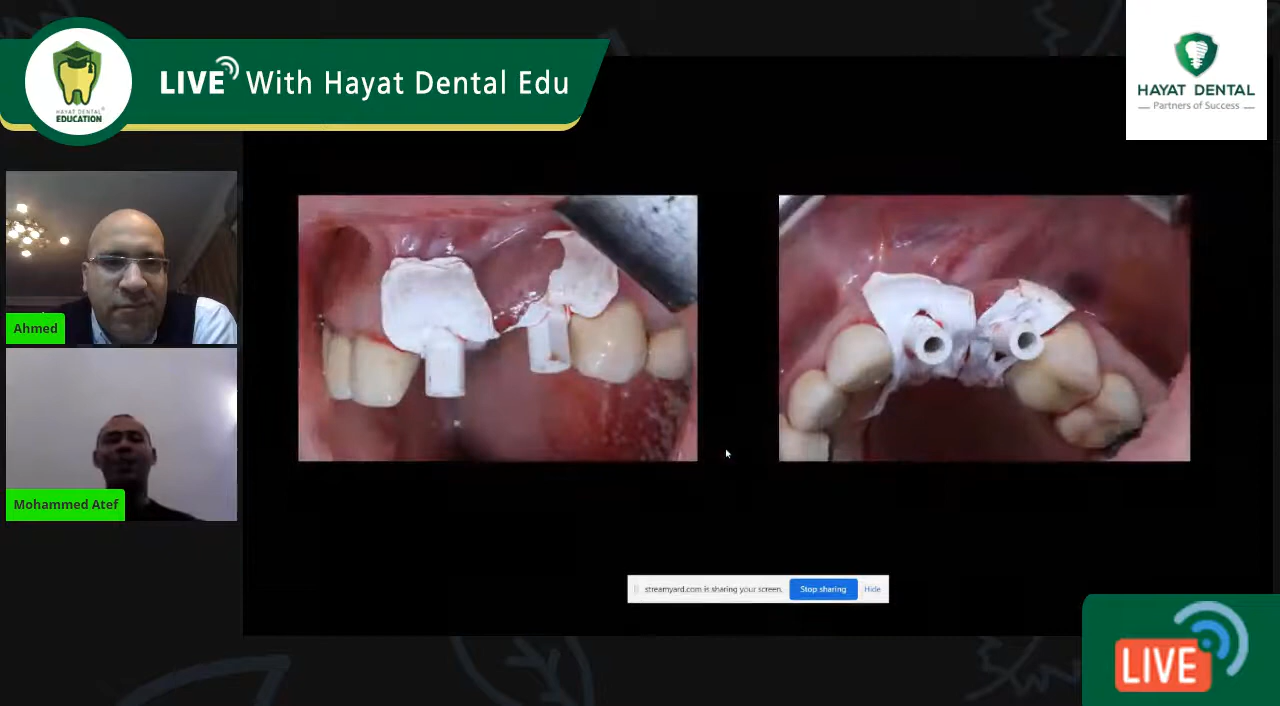 LIVE With Hayat Dental Edu
HAYAT DENTAL
EDUCATION
HAYAT DENTAL
Partners of Success
Ahmed
Mohammed Atef
streamyard.com is sharing your screen.
Stop sharing
Hide
LIVE